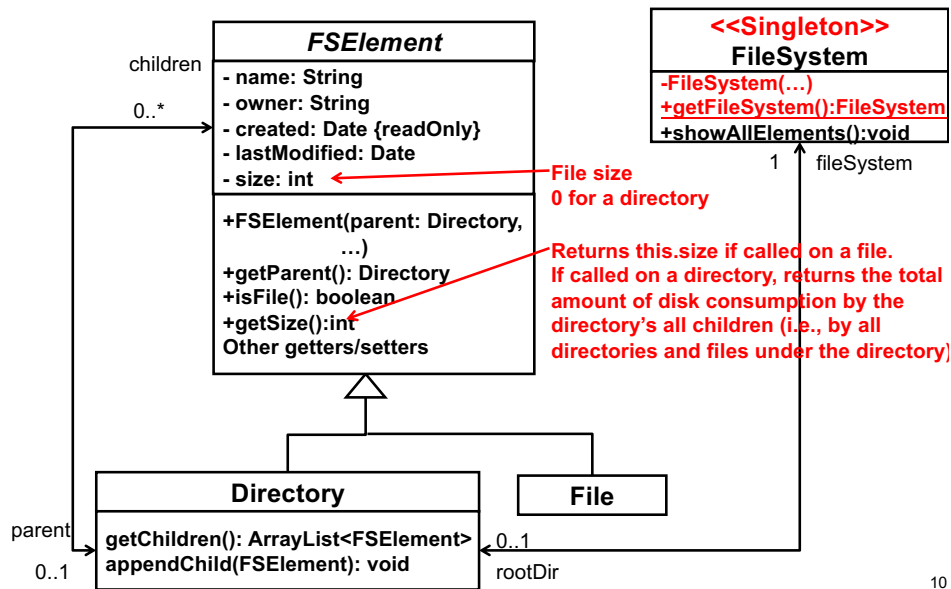 FSElement
- name: String
- owner: String
- created: Date {readOnly}
- lastModified: Date
- size: int
+FSElement(parent: Directory,
…)
+getParent(): Directory
+isFile(): boolean
+getSize():int
Other getters/setters
children
0..*
<<Singleton>>
FileSystem
-FileSystem(…)
+getFileSystem():FileSystem
+showAllElements():void
1
fileSystem
File size
0 for a directory
Returns this.size if called on a file.
If called on a directory, returns the total
amount of disk consumption by the
directory’s all children (i.e., by all
directories and files under the directory)
Directory
getChildren(): ArrayList<FSElement>
appendChild(FSElement): void
File
parent
0..1
0..1
rootDir
10